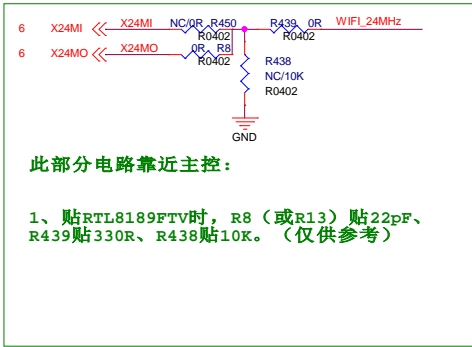 6 X24MI X24MI NC/0R R450 R439 0R WIFI_24MHz
R0402 R0402
6 X24MO X24MO 0R R8
R0402
R438
NC/10K
R0402
GND
此部分电路靠近主控:
1、贴RTL8189FTV时,R8(或R13)贴22pF、
R439贴330R、R438贴10K。(仅供参考)